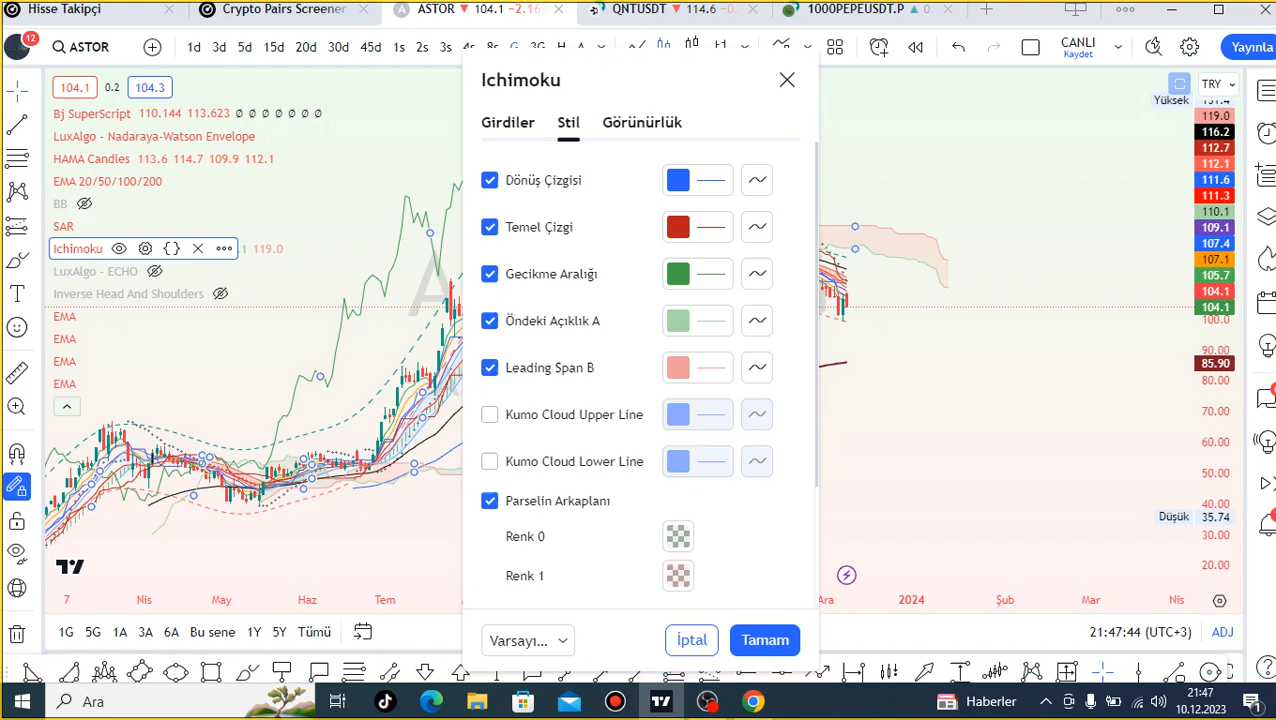 Hisse Takipçi
Crypto Pairs Screener
ASTOR ▼ 104.1 −2.16
QNTUSDT ▼ 114.6
1000PEPEUSDT.P ▲ 0.
12
ASTOR
1d 3d 5d 15d 20d 30d 45d 1s 2s 3s 4s 8s G 3G H A
CANLI
Kaydet
Yayınla
104.1 0.2 104.3
TRY
Bj SuperScript 110.144 113.623 Ø Ø Ø Ø Ø Ø Ø
LuxAlgo - Nadaraya-Watson Envelope
HAMA Candles 113.6 114.7 109.9 112.1
EMA 20/50/100/200
BB
SAR
Ichimoku
119.0
LuxAlgo - ECHO
Inverse Head And Shoulders
EMA
EMA
EMA
EMA
Ichimoku
Girdiler Stil Görünürlük
Dönüş Çizgisi
Temel Çizgi
Gecikme Aralığı
Öndeki Açıklık A
Leading Span B
Kumo Cloud Upper Line
Kumo Cloud Lower Line
Parselin Arkaplanı
Renk 0
Renk 1
Varsayı...
İptal
Tamam
Yüksek 131.4
119.0
116.2
112.7
112.1
111.6
111.3
110.1
109.1
107.4
107.1
105.7
104.1
104.1
100.0
90.00
85.90
80.00
70.00
60.00
50.00
40.00
Düşük 35.74
30.00
20.00
7 Nis May Haz Tem
Ara 2024 Şub Mar Nis
1G 5G 1A 3A 6A Bu sene 1Y 5Y Tümü
21:47:44 (UTC+3)
ADJ
Ara
Haberler
21:47
10.12.2023
1